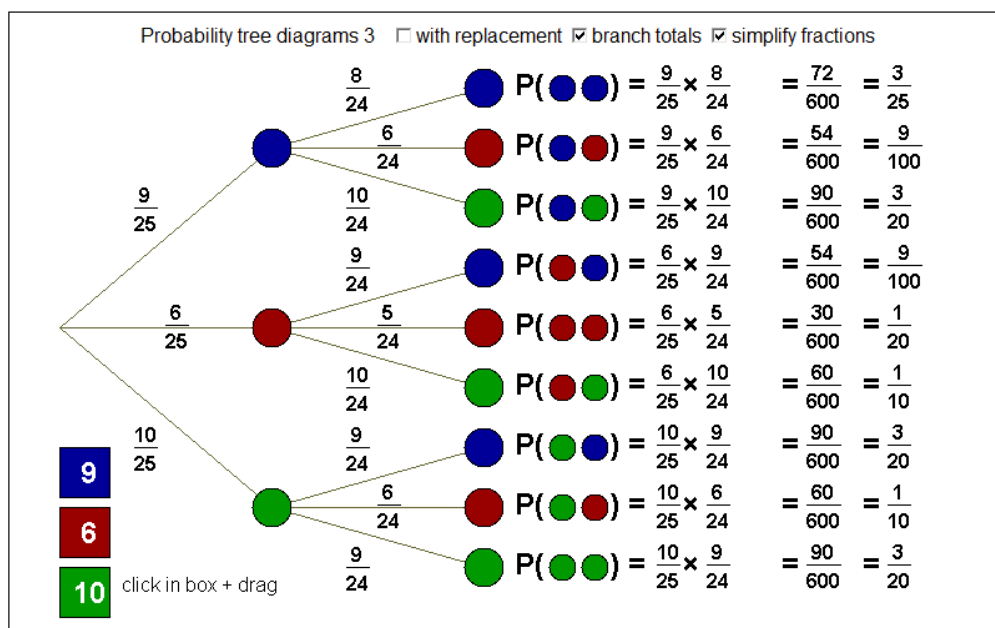 Probability tree diagrams 3 with replacement branch totals simplify fractions
8/24 P( ) = 9/25 × 8/24 = 72/600 = 3/25
6/24 P( ) = 9/25 × 6/24 = 54/600 = 9/100
9/25 10/24 P( ) = 9/25 × 10/24 = 90/600 = 3/20
9/24 P( ) = 6/25 × 9/24 = 54/600 = 9/100
6/25 5/24 P( ) = 6/25 × 5/24 = 30/600 = 1/20
10/24 P( ) = 6/25 × 10/24 = 60/600 = 1/10
10/25 9/24 P( ) = 10/25 × 9/24 = 90/600 = 3/20
9
6/24 P( ) = 10/25 × 6/24 = 60/600 = 1/10
6
9/24 P( ) = 10/25 × 9/24 = 90/600 = 3/20
10 click in box + drag